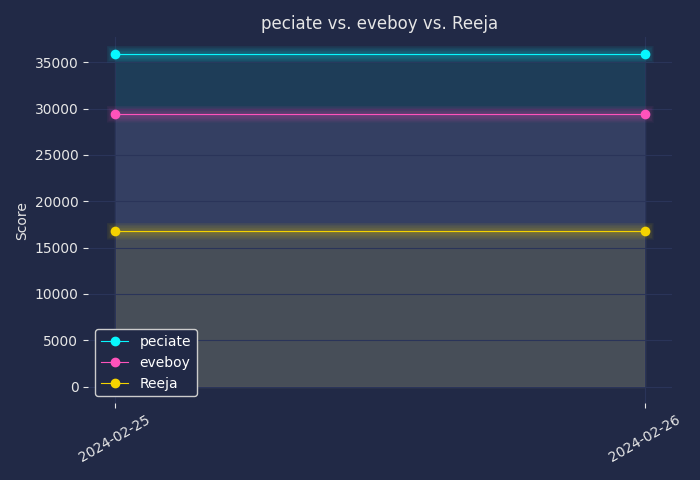 peciate vs. eveboy vs. Reeja
Score
35000
30000
25000
20000
15000
10000
5000
0
peciate
eveboy
Reeja
2024-02-25
2024-02-26